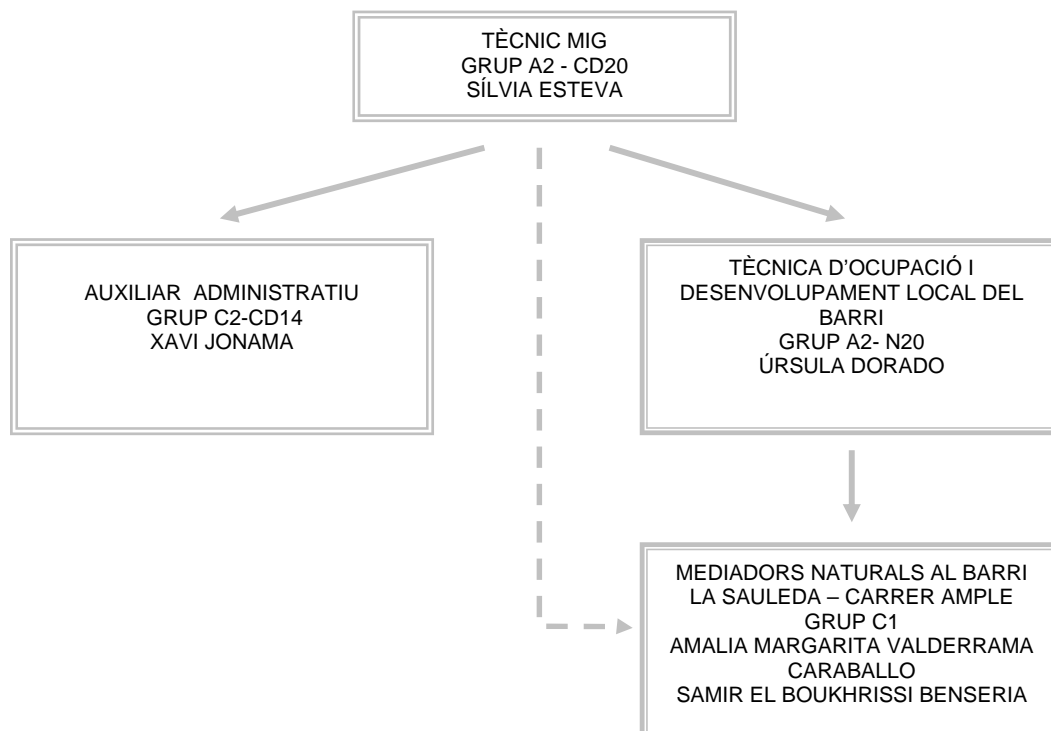 TÈCNIC MIG
GRUP A2 - CD20
SÍLVIA ESTEVA
AUXILIAR ADMINISTRATIU
GRUP C2-CD14
XAVI JONAMA
TÈCNICA D'OCUPACIÓ I
DESENVOLUPAMENT LOCAL DEL
BARRI
GRUP A2- N20
ÚRSULA DORADO
MEDIADORS NATURALS AL BARRI
LA SAULEDA – CARRER AMPLE
GRUP C1
AMALIA MARGARITA VALDERRAMA
CARABALLO
SAMIR EL BOUKHRISSI BENSERIA